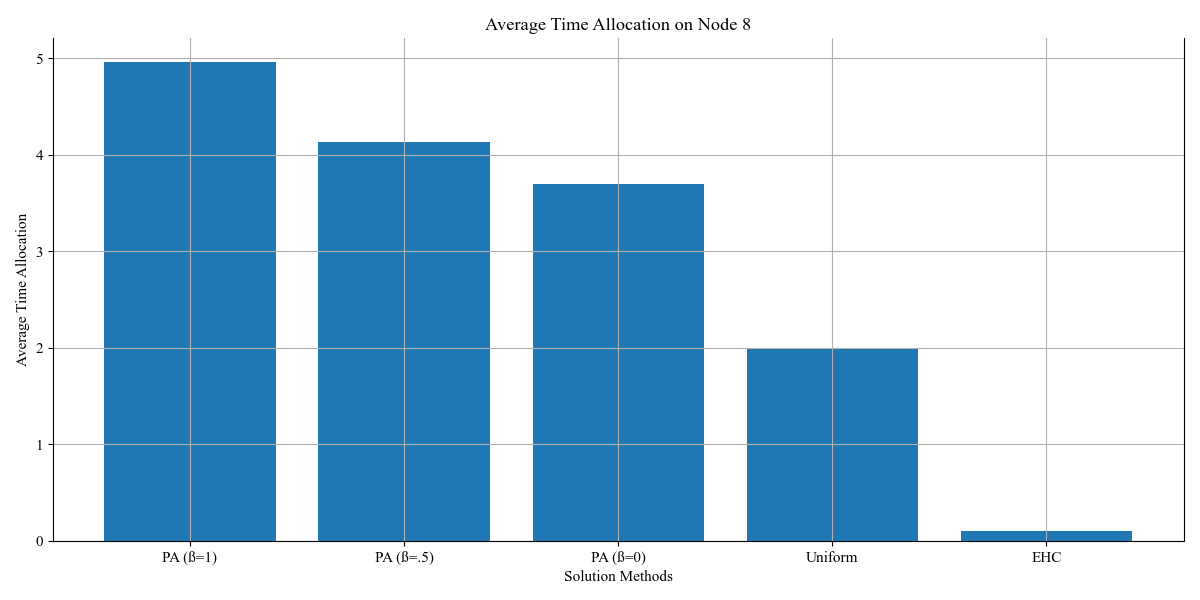 Average Time Allocation on Node 8
Average Time Allocation
5
4
3
2
1
0
PA (ß=1) PA (ß=.5) PA (ß=0) Uniform EHC
Solution Methods